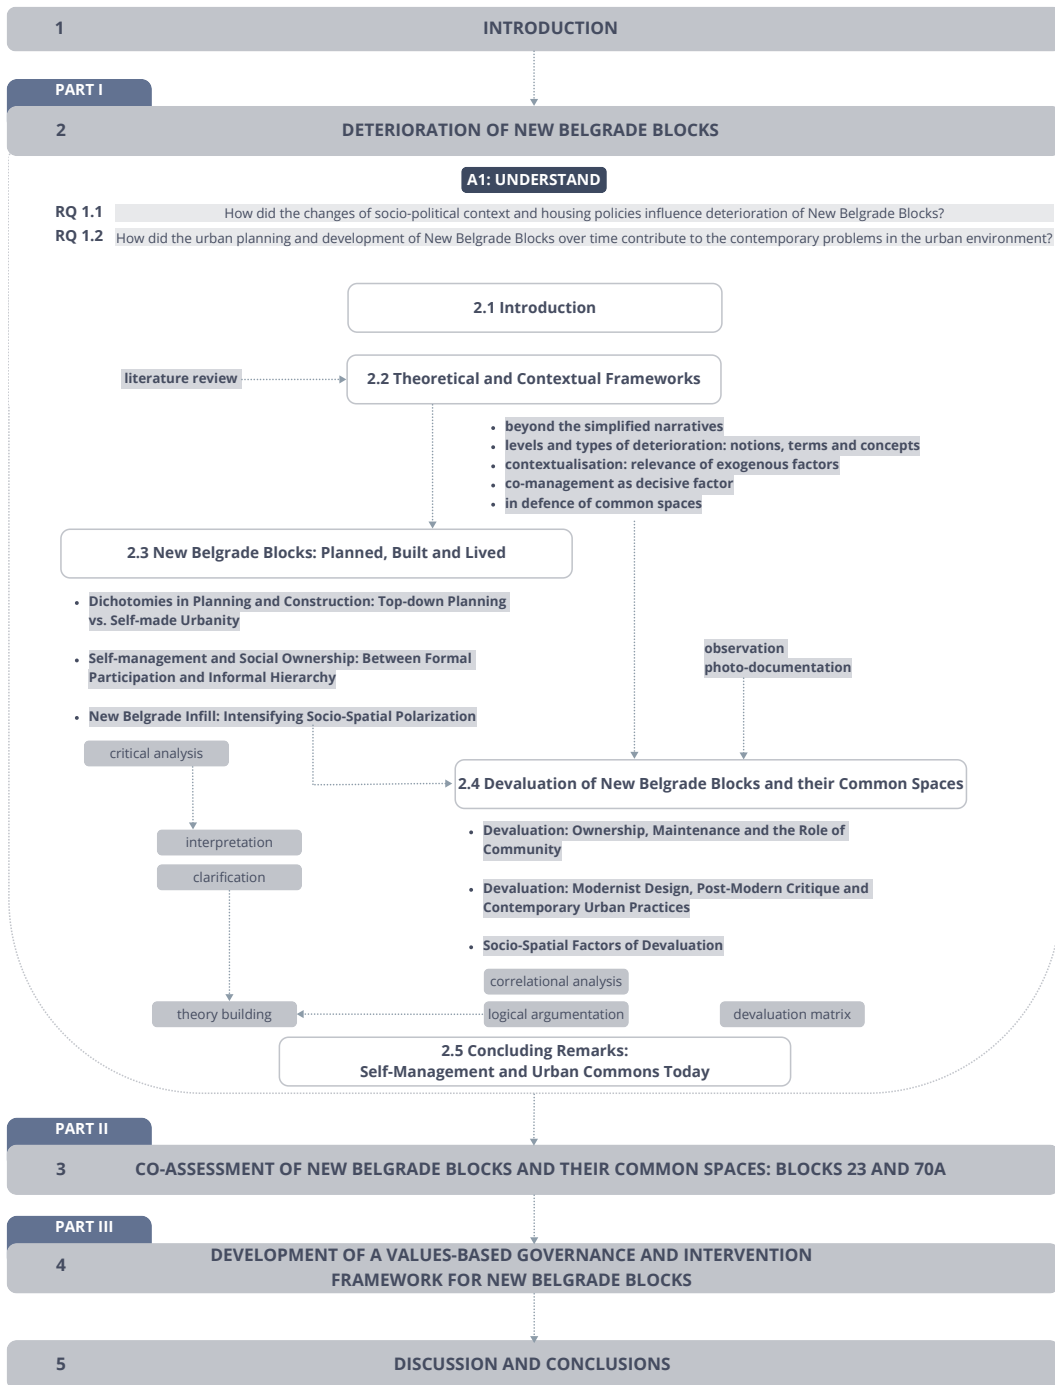 1 INTRODUCTION
PART I
2 DETERIORATION OF NEW BELGRADE BLOCKS
A1: UNDERSTAND
RQ 1.1 How did the changes of socio-political context and housing policies influence deterioration of New Belgrade Blocks?
RQ 1.2 How did the urban planning and development of New Belgrade Blocks over time contribute to the contemporary problems in the urban environment?
2.1 Introduction
literature review
2.2 Theoretical and Contextual Frameworks
• beyond the simplified narratives
• levels and types of deterioration: notions, terms and concepts
• contextualisation: relevance of exogenous factors
• co-management as decisive factor
• in defence of common spaces
2.3 New Belgrade Blocks: Planned, Built and Lived
• Dichotomies in Planning and Construction: Top-down Planning
vs. Self-made Urbanity
• Self-management and Social Ownership: Between Formal
Participation and Informal Hierarchy
• New Belgrade Infill: Intensifying Socio-Spatial Polarization
observation
photo-documentation
critical analysis
interpretation
clarification
2.4 Devaluation of New Belgrade Blocks and their Common Spaces
• Devaluation: Ownership, Maintenance and the Role of
Community
• Devaluation: Modernist Design, Post-Modern Critique and
Contemporary Urban Practices
• Socio-Spatial Factors of Devaluation
correlational analysis
theory building
logical argumentation
devaluation matrix
2.5 Concluding Remarks:
Self-Management and Urban Commons Today
PART II
3 CO-ASSESSMENT OF NEW BELGRADE BLOCKS AND THEIR COMMON SPACES: BLOCKS 23 AND 70A
PART III
4 DEVELOPMENT OF A VALUES-BASED GOVERNANCE AND INTERVENTION
FRAMEWORK FOR NEW BELGRADE BLOCKS
5 DISCUSSION AND CONCLUSIONS